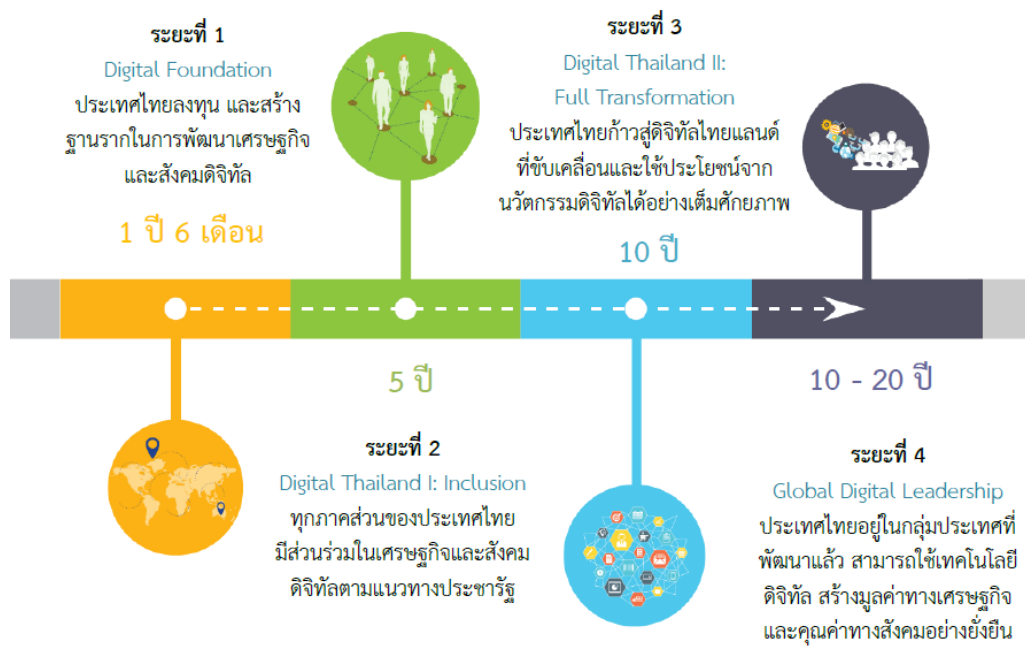 ระยะที่ 1
Digital Foundation
ประเทศไทยลงทุน และสร้าง
ฐานรากในการพัฒนาเศรษฐกิจ
และสังคมดิจิทัล
1 ปี 6 เดือน
ระยะที่ 2
Digital Thailand I: Inclusion
ทุกภาคส่วนของประเทศไทย
มีส่วนร่วมในเศรษฐกิจและสังคม
ดิจิทัลตามแนวทางประชารัฐ
5 ปี
ระยะที่ 3
Digital Thailand II:
Full Transformation
ประเทศไทยก้าวสู่ดิจิทัลไทยแลนด์
ที่ขับเคลื่อนและใช้ประโยชน์จาก
นวัตกรรมดิจิทัลได้อย่างเต็มศักยภาพ
10 ปี
10 - 20 ปี
ระยะที่ 4
Global Digital Leadership
ประเทศไทยอยู่ในกลุ่มประเทศที่
พัฒนาแล้ว สามารถใช้เทคโนโลยี
ดิจิทัล สร้างมูลค่าทางเศรษฐกิจ
และคุณค่าทางสังคมอย่างยั่งยืน